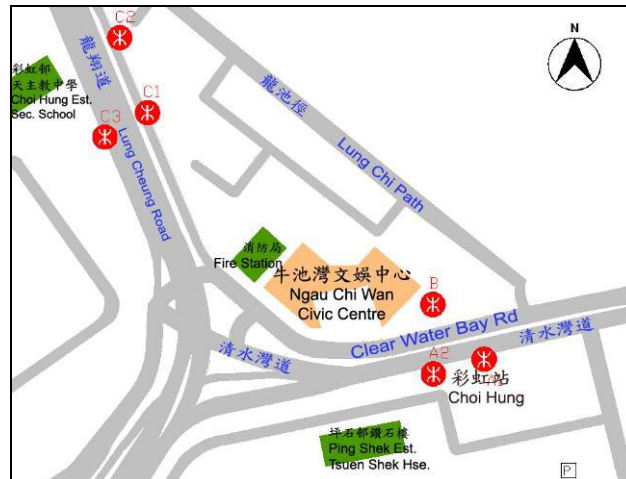 C2
N
龍翔道
彩虹邨
天主教中學
Choi Hung Est.
Sec. School
C1
C3
Lung Cheung Road
龍池徑
Lung Chi Path
消防局
Fire Station
牛池灣文娛中心
Ngau Chi Wan
Civic Centre
B
Clear Water Bay Rd
清水灣道
清水灣道
A2
A1
彩虹站
Choi Hung
坪石邨鑽石樓
Ping Shek Est.
Tsuen Shek Hse.
P